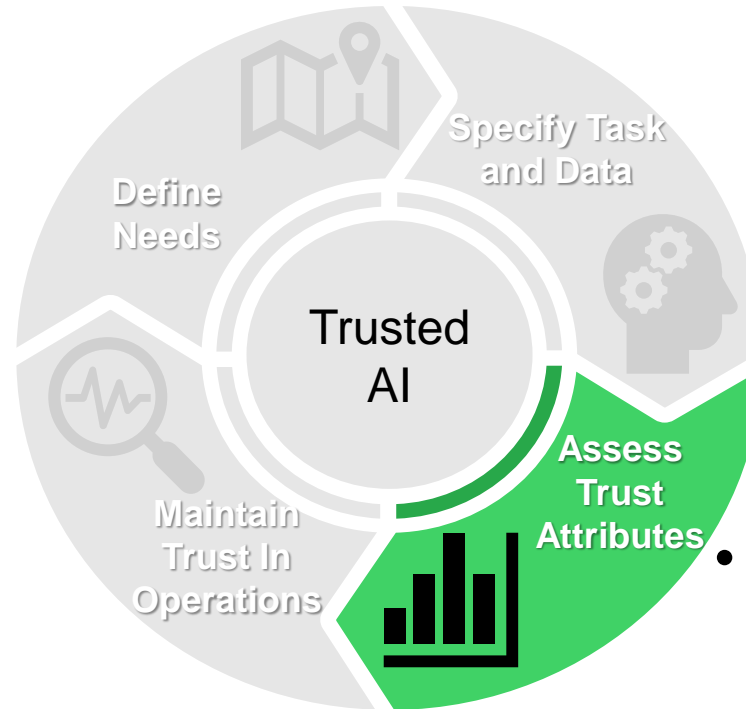 Define
Needs
Specify Task
and Data
Trusted
AI
Assess
Trust
Attributes
•
Maintain
Trust In
Operations